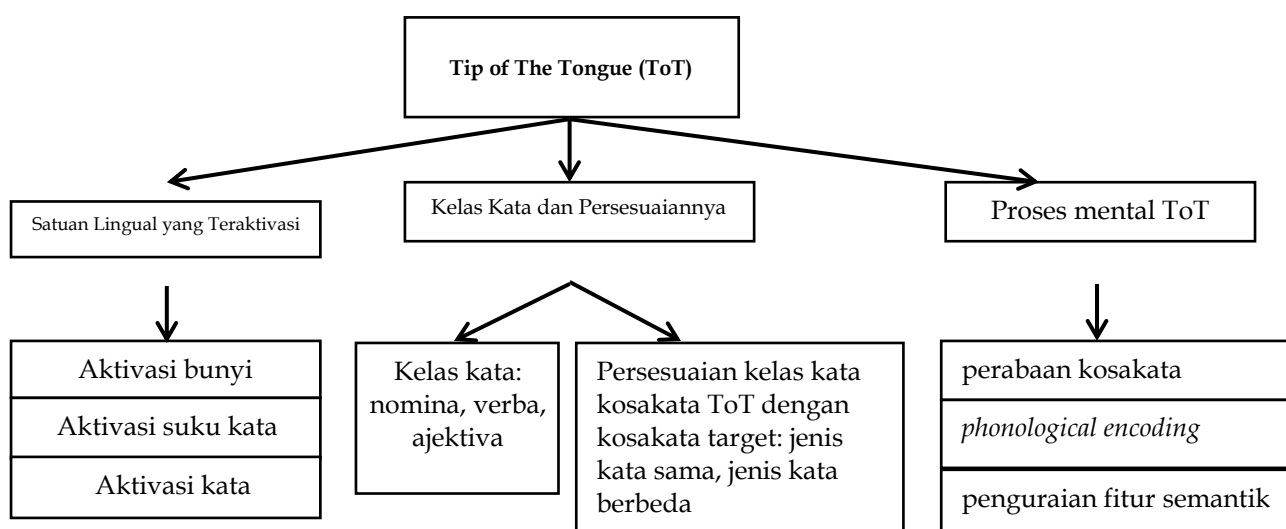 Tip of The Tongue (ToT)
Satuan Lingual yang Teraktivasi
Kelas Kata dan Persesuaiannya
Proses mental ToT
Aktivasi bunyi
Aktivasi suku kata
Aktivasi kata
Kelas kata:
nomina, verba,
ajektiva
Persesuaian kelas kata
kosakata ToT dengan
kosakata target: jenis
kata sama, jenis kata
berbeda
perabaan kosakata
phonological encoding
penguraian fitur semantik